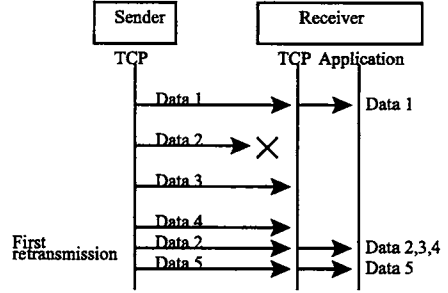 Sender
Receiver
TCP
TCP Application
Data 1
Data 1
Data 2
Data 3
Data 4
First
retransmission
Data 2
Data 2,3,4
Data 5
Data 5